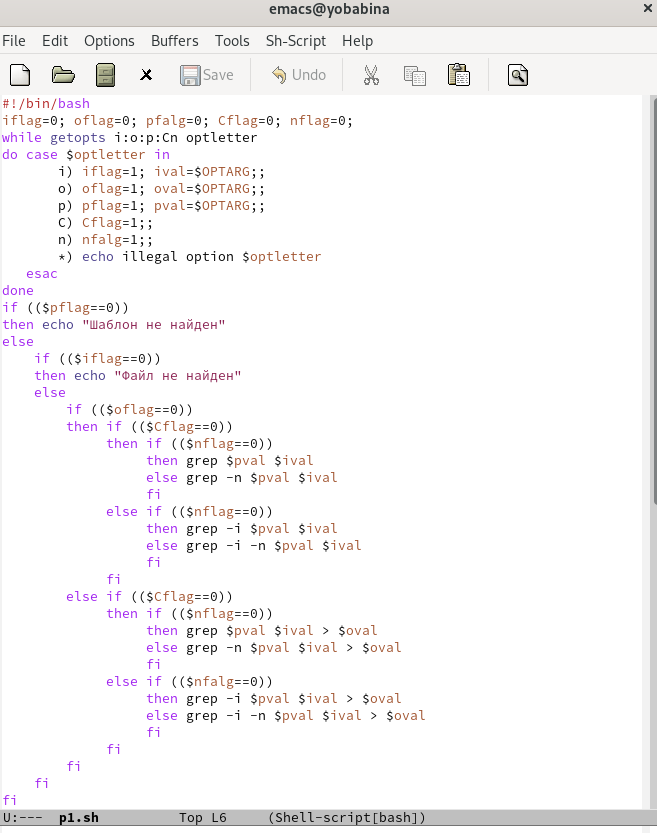 emacs@yobabina
File Edit Options Buffers Tools Sh-Script Help
Save Undo
#!/bin/bash
iflag=0; oflag=0; pfalg=0; Cflag=0; nflag=0;
while getopts i:o:p:Cn optletter
do case $optletter in
       i) iflag=1; ival=$OPTARG;;
       o) oflag=1; oval=$OPTARG;;
       p) pflag=1; pval=$OPTARG;;
       C) Cflag=1;;
       n) nfalg=1;;
       *) echo illegal option $optletter
   esac
done
if (($pflag==0))
then echo "Шаблон не найден"
else
    if (($iflag==0))
    then echo "Файл не найден"
    else
        if (($oflag==0))
        then if (($Cflag==0))
             then if (($nflag==0))
                  then grep $pval $ival
                  else grep -n $pval $ival
                  fi
             else if (($nflag==0))
                  then grep -i $pval $ival
                  else grep -i -n $pval $ival
                  fi
             fi
        else if (($Cflag==0))
             then if (($nflag==0))
                  then grep $pval $ival > $oval
                  else grep -n $pval $ival > $oval
                  fi
             else if (($nfalg==0))
                  then grep -i $pval $ival > $oval
                  else grep -i -n $pval $ival > $oval
                  fi
             fi
        fi
    fi
fi
U:--- p1.sh Top L6 (Shell-script[bash])